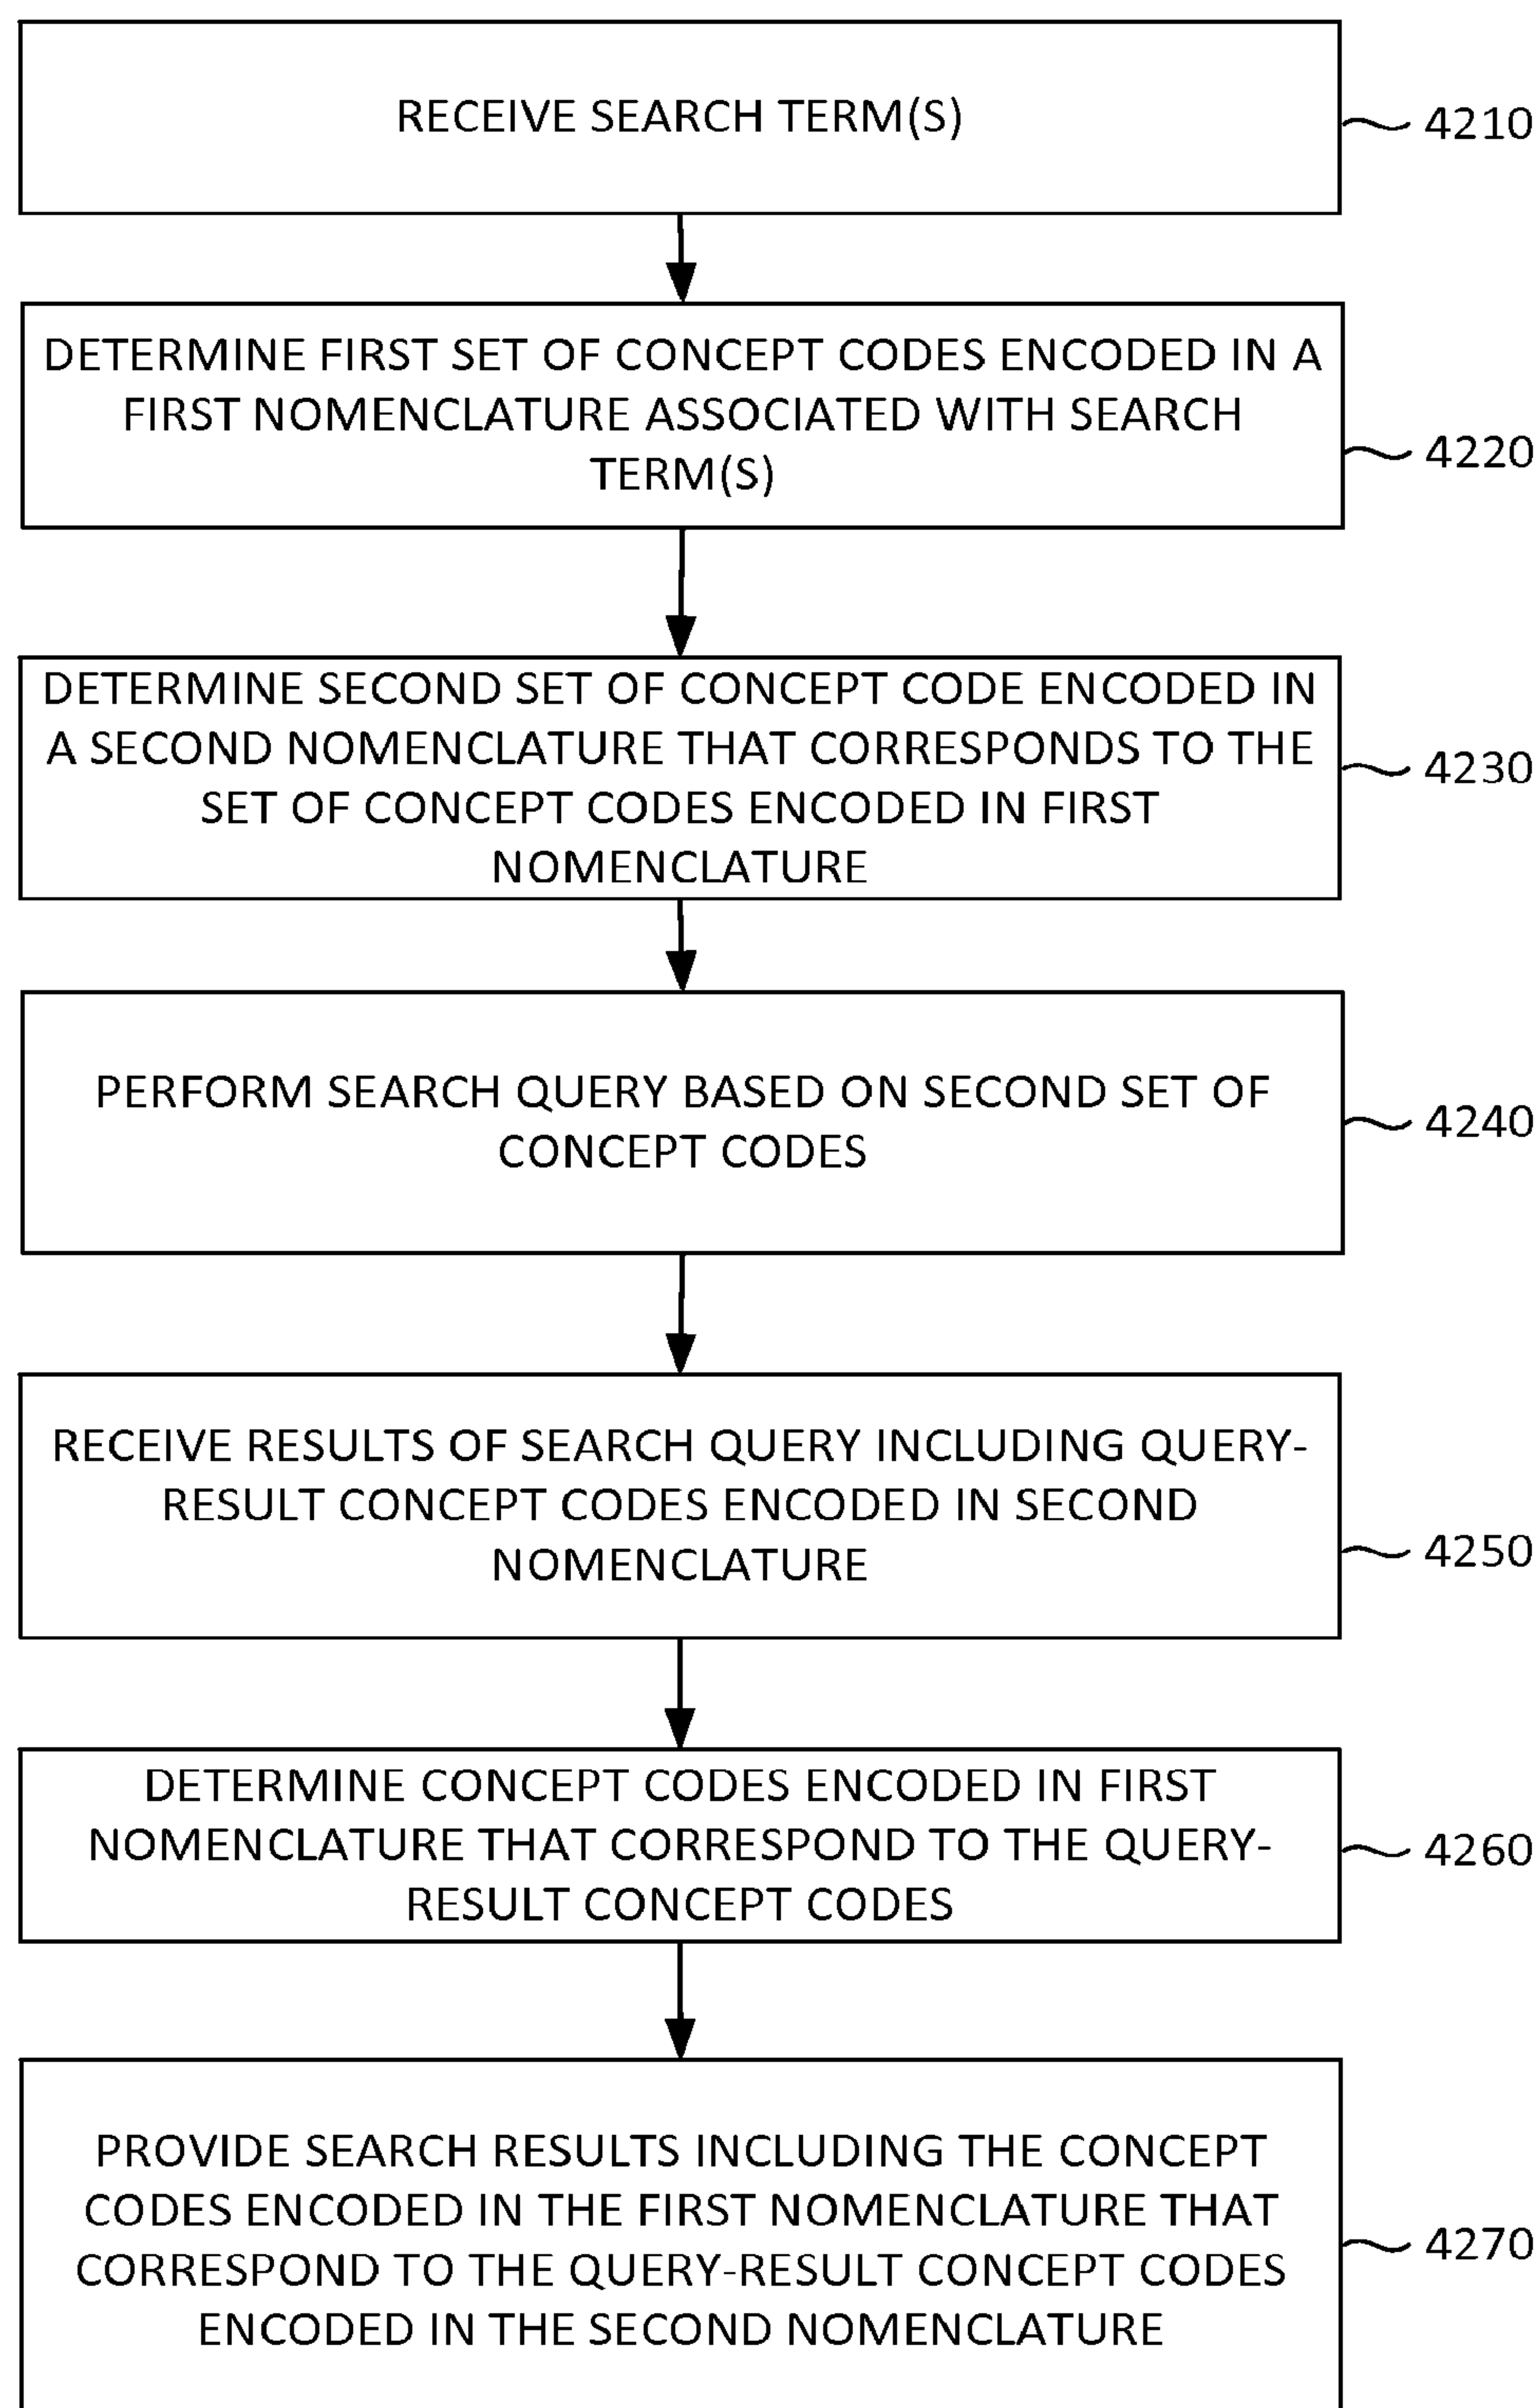 RECEIVE SEARCH TERM(S)
4210
DETERMINE FIRST SET OF CONCEPT CODES ENCODED IN A
FIRST NOMENCLATURE ASSOCIATED WITH SEARCH
TERM(S)
4220
DETERMINE SECOND SET OF CONCEPT CODE ENCODED IN
A SECOND NOMENCLATURE THAT CORRESPONDS TO THE
SET OF CONCEPT CODES ENCODED IN FIRST
NOMENCLATURE
4230
PERFORM SEARCH QUERY BASED ON SECOND SET OF
CONCEPT CODES
4240
RECEIVE RESULTS OF SEARCH QUERY INCLUDING QUERY-
RESULT CONCEPT CODES ENCODED IN SECOND
NOMENCLATURE
4250
DETERMINE CONCEPT CODES ENCODED IN FIRST
NOMENCLATURE THAT CORRESPOND TO THE QUERY-
RESULT CONCEPT CODES
4260
PROVIDE SEARCH RESULTS INCLUDING THE CONCEPT
CODES ENCODED IN THE FIRST NOMENCLATURE THAT
CORRESPOND TO THE QUERY-RESULT CONCEPT CODES
ENCODED IN THE SECOND NOMENCLATURE
4270